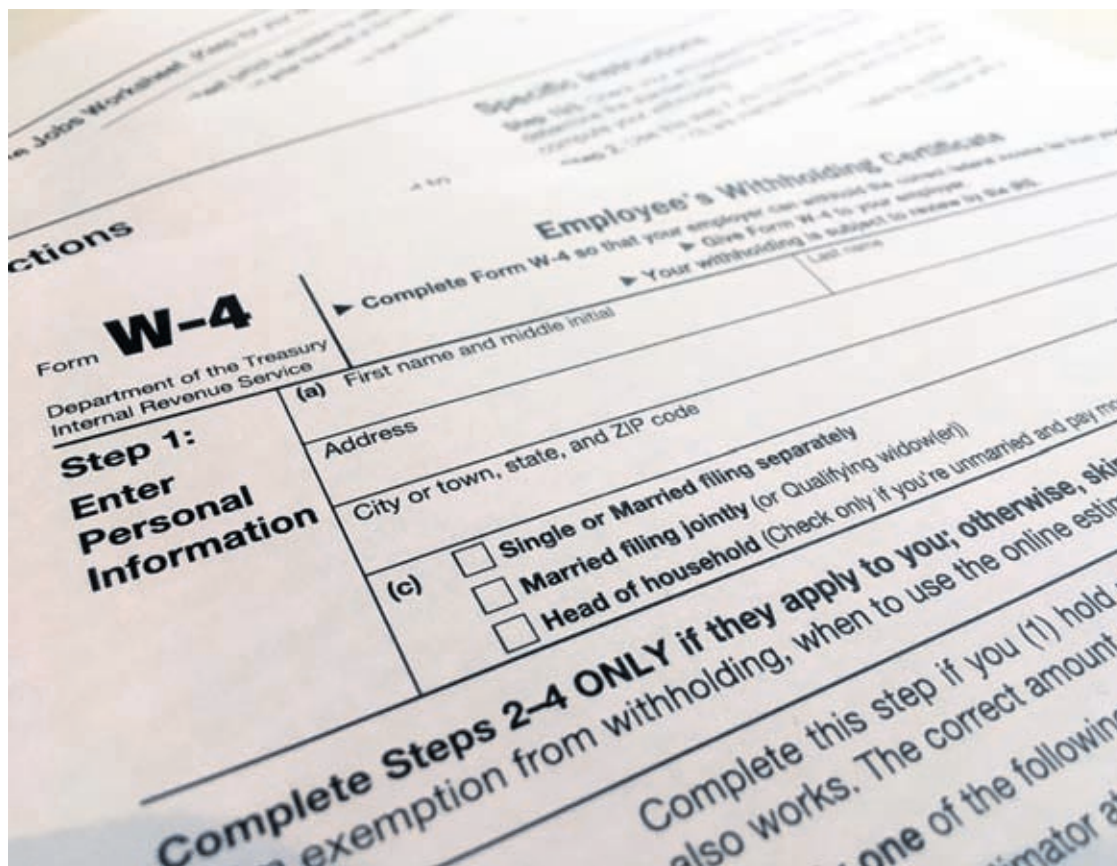 e Jobs Worksheet
Specific Instructions
ctions
Form W-4
Department of the Treasury
Internal Revenue Service
Employee's Withholding Certificate
▶ Complete Form W-4 so that your employer can withhold the correct federal income tax from your
▶ Give Form W-4 to your employer.
▶ Your withholding is subject to review by the IRS.
Step 1:
Enter
Personal
Information
(a) First name and middle initial
Last name
Address
City or town, state, and ZIP code
(c) Single or Married filing separately
Married filing jointly (or Qualifying widow(er))
Head of household (Check only if you're unmarried and pay mo
Complete Steps 2–4 ONLY if they apply to you; otherwise, skip
exemption from withholding, when to use the online estim
Complete this step if you (1) hold
also works. The correct amount
one of the following
mator a